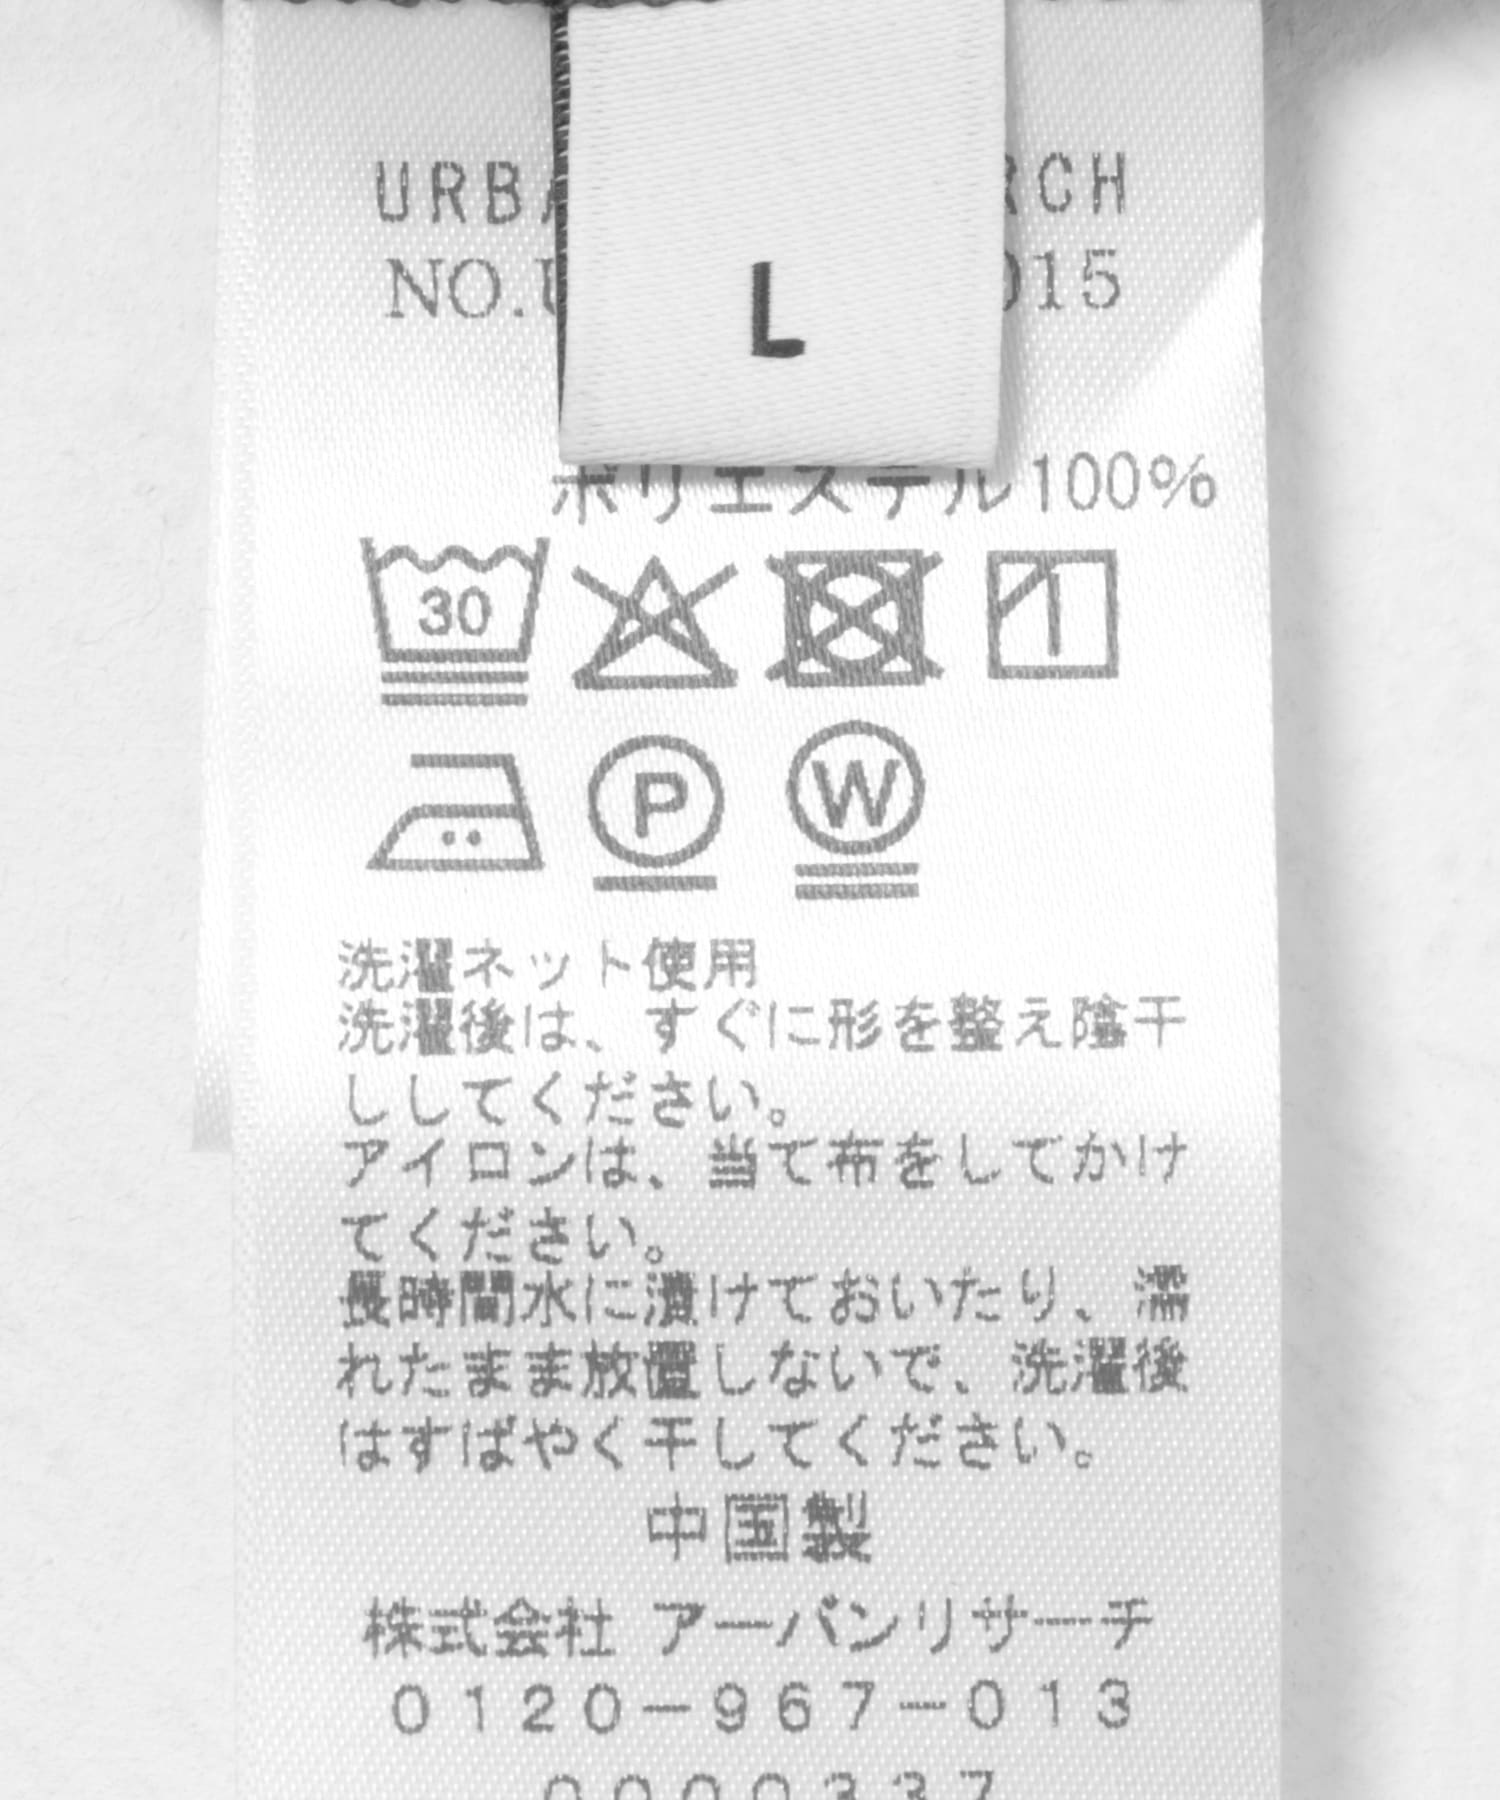 URB RCH
L
NO. 015
ポリエステル100%
30
P W
洗濯ネット使用
洗濯後は、すぐに形を整え陰干
ししてください。
アイロンは、当て布をしてかけ
てください。
長時間水に漬けておいたり、濡
れたまま放置しないで、洗濯後
はすばやく干してください。
中国製
株式会社 アーバンリサーチ
0120-967-013
0000337